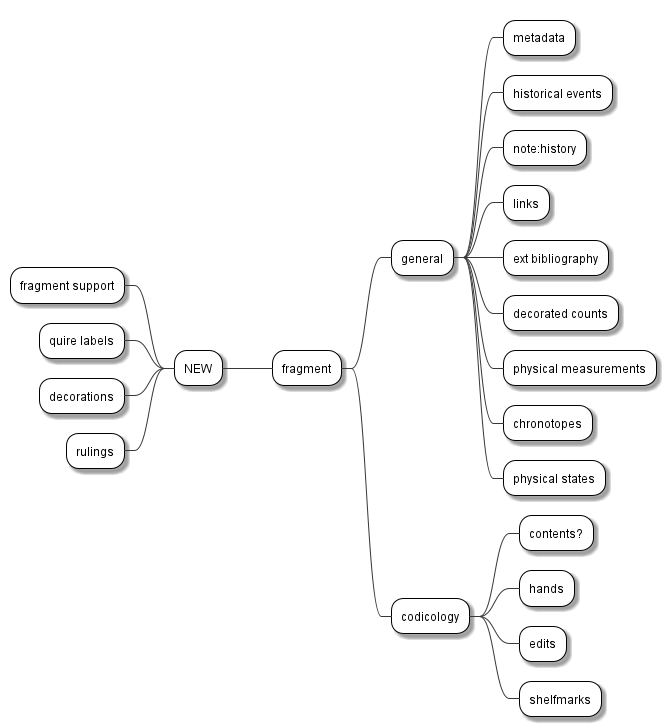 metadata
historical events
note:history
links
general
ext bibliography
fragment support
decorated counts
quire labels
NEW
fragment
physical measurements
decorations
chronotopes
rulings
physical states
contents?
hands
codicology
edits
shelfmarks